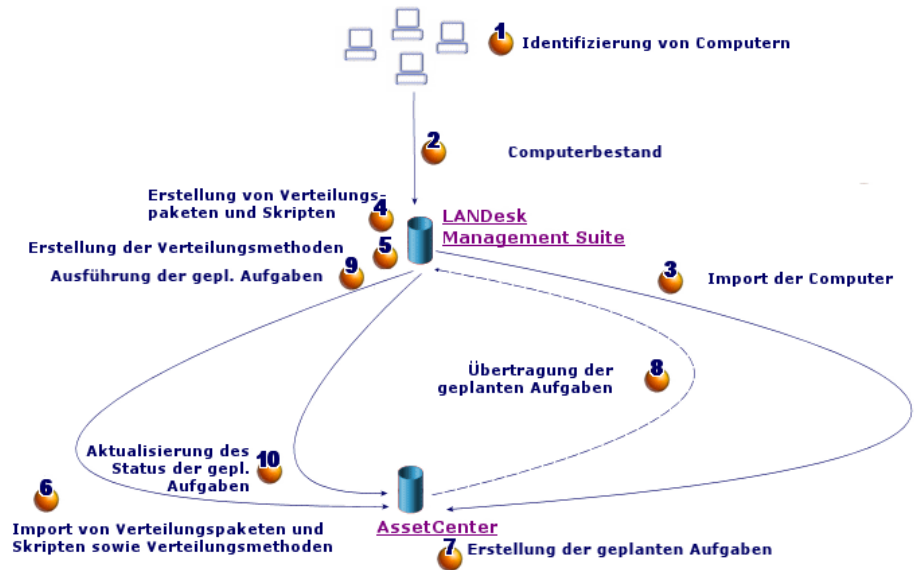 1 Identifizierung von Computern
2 Computerbestand
4 Erstellung von Verteilungs-
paketen und Skripten
LANDesk
Management Suite
5 Erstellung der Verteilungsmethoden
9 Ausführung der gepl. Aufgaben
3 Import der Computer
8 Übertragung der
geplanten Aufgaben
10 Aktualisierung des
Status der gepl.
Aufgaben
6
Import von Verteilungspaketen und
Skripten sowie Verteilungsmethoden
AssetCenter
7 Erstellung der geplanten Aufgaben